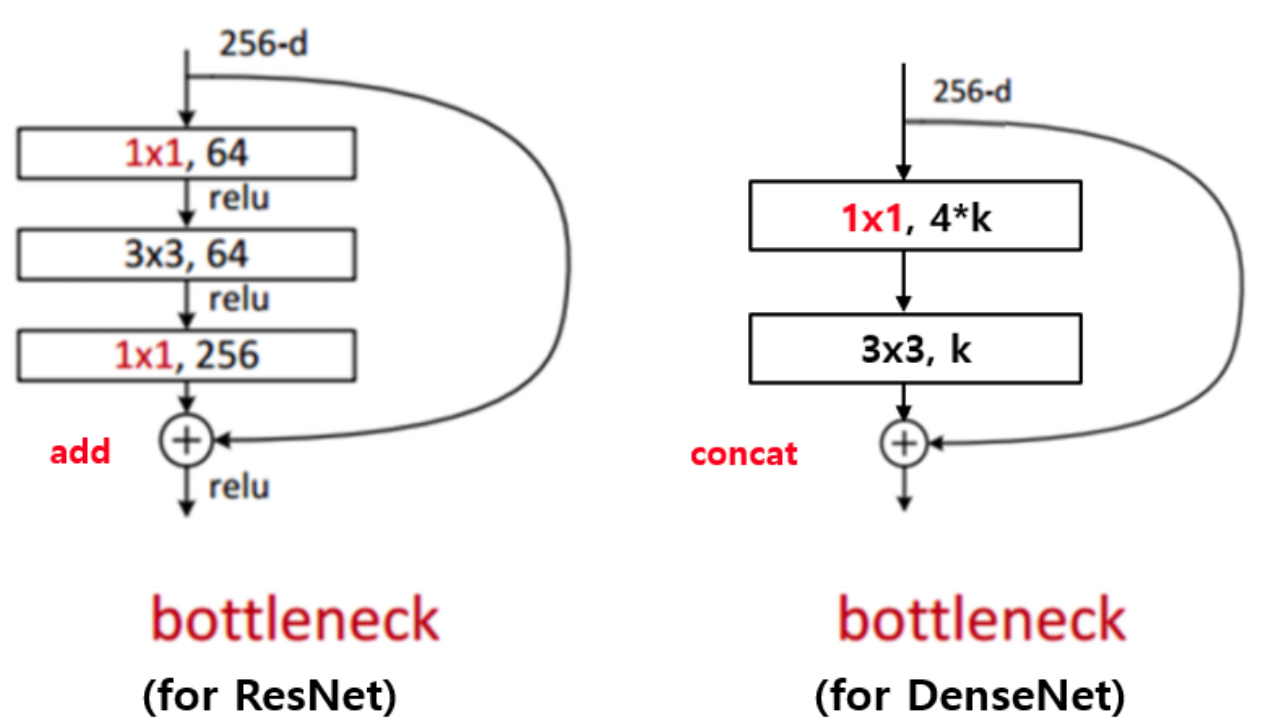 256-d
1x1, 64
relu
3x3, 64
relu
1x1, 256
add
+
relu
bottleneck
(for ResNet)
256-d
1x1, 4*k
3x3, k
concat
+
bottleneck
(for DenseNet)